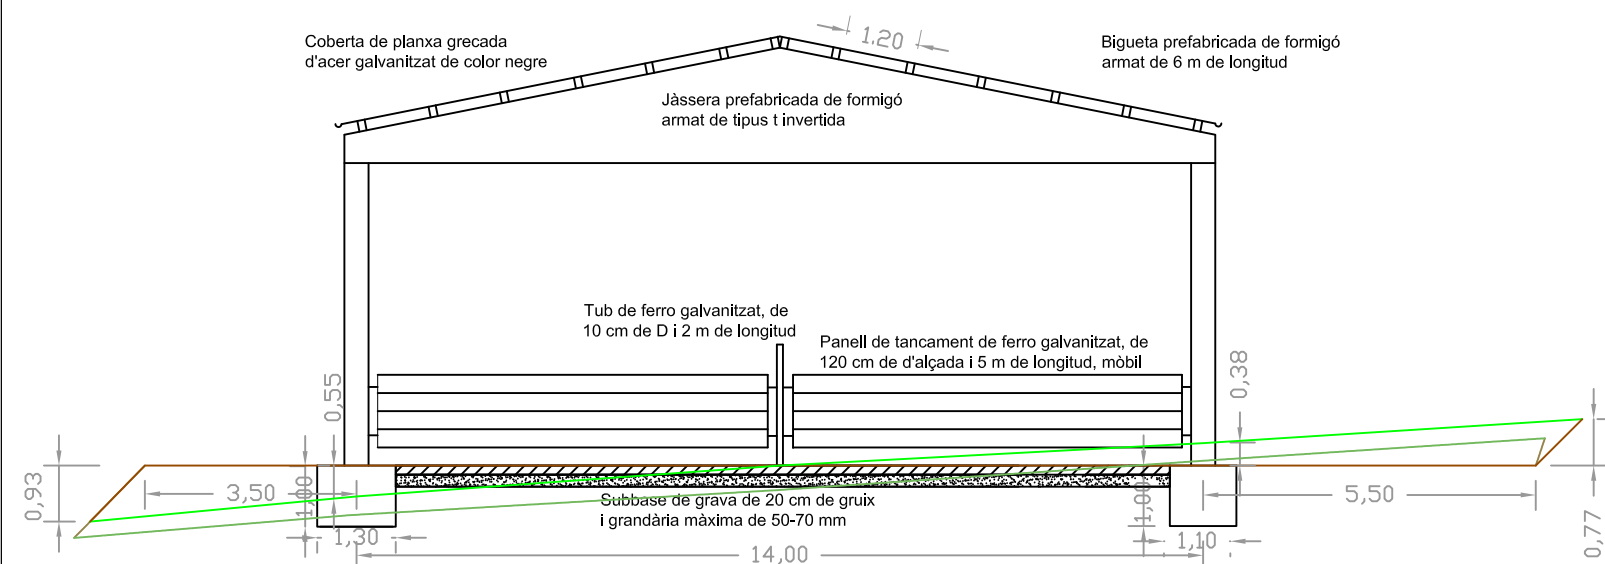 Coberta de planxa grecada
d'acer galvanitzat de color negre
1.20
Bigueta prefabricada de formigó
armat de 6 m de longitud
Jàssera prefabricada de formigó
armat de tipus t invertida
Tub de ferro galvanitzat, de
10 cm de D i 2 m de longitud
Panell de tancament de ferro galvanitzat, de
120 cm de d'alçada i 5 m de longitud, mòbil
0,55
0,38
0,93
3,50
1,00
Subbase de grava de 20 cm de gruix
i grandària màxima de 50-70 mm
1,00
5,50
0,77
1,30
14,00
1,10